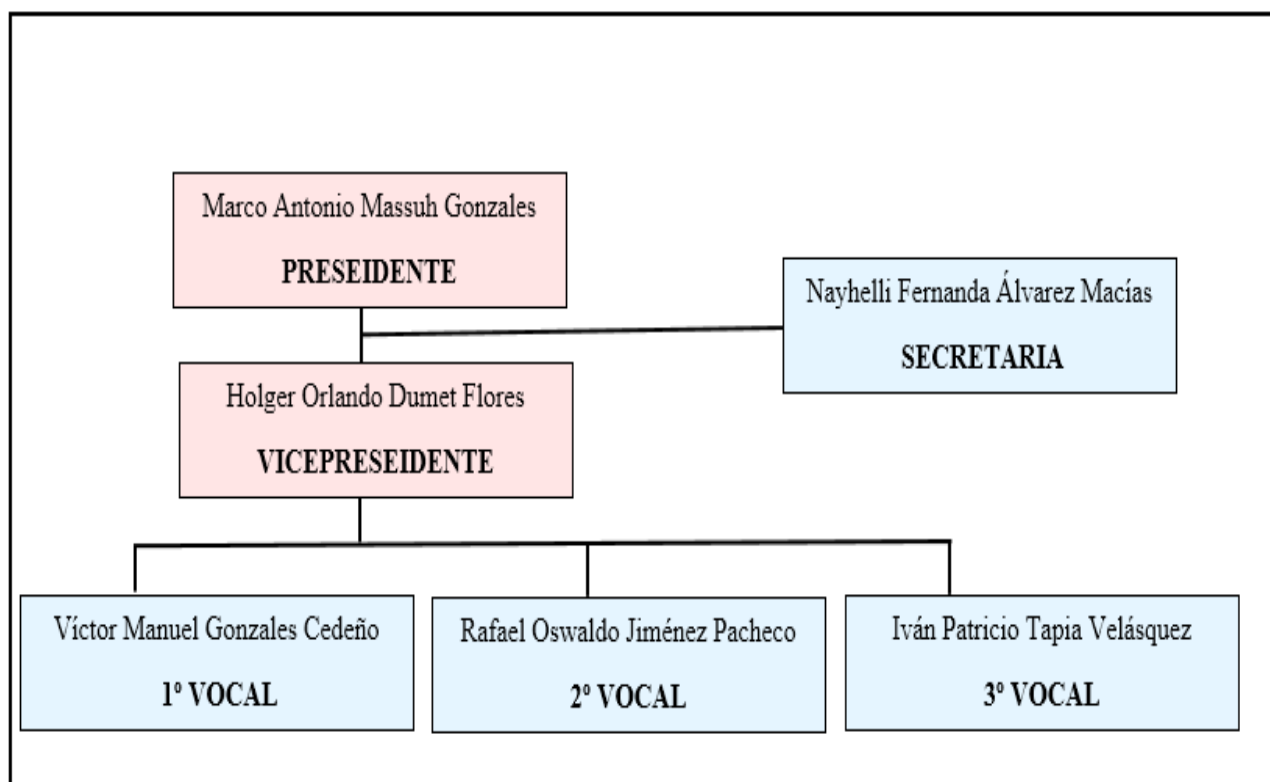 Marco Antonio Massuh Gonzales
PRESEIDENTE
Nayhelli Fernanda Álvarez Macías
SECRETARIA
Holger Orlando Dumet Flores
VICEPRESEIDENTE
Víctor Manuel Gonzales Cedeño
1º VOCAL
Rafael Oswaldo Jiménez Pacheco
2º VOCAL
Iván Patricio Tapia Velásquez
3º VOCAL